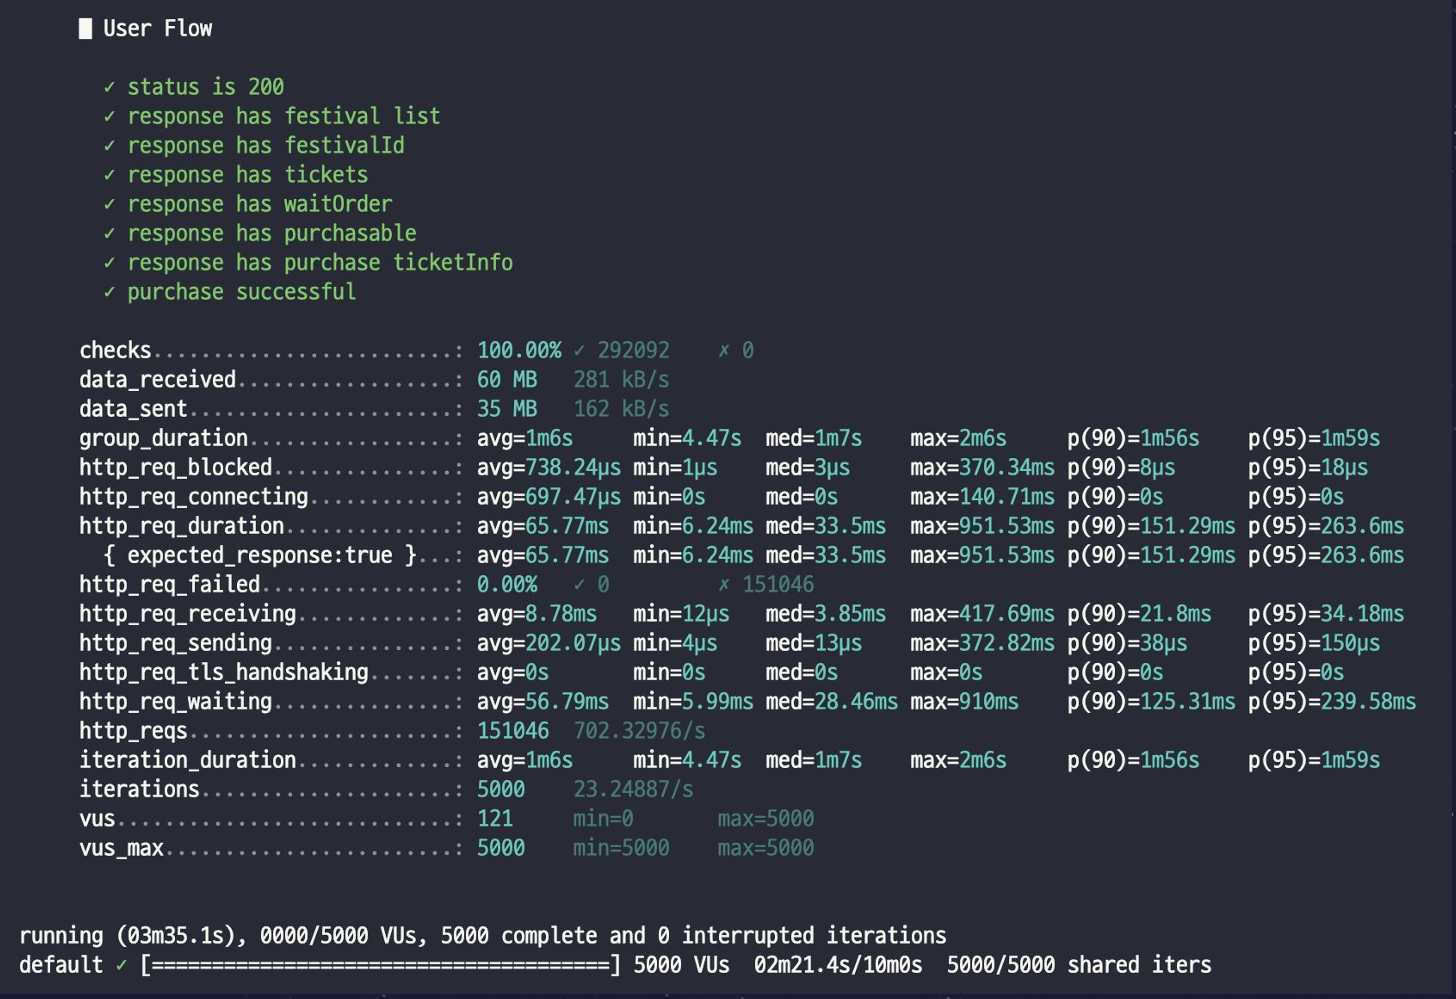 █ User Flow
✓ status is 200
✓ response has festival list
✓ response has festivalId
✓ response has tickets
✓ response has waitOrder
✓ response has purchasable
✓ response has purchase ticketInfo
✓ purchase successful
checks.........................: 100.00% ✓ 292092 ✗ 0
data_received..................: 60 MB 281 kB/s
data_sent......................: 35 MB 162 kB/s
group_duration.................: avg=1m6s min=4.47s med=1m7s max=2m6s p(90)=1m56s p(95)=1m59s
http_req_blocked...............: avg=738.24µs min=1µs med=3µs max=370.34ms p(90)=8µs p(95)=18µs
http_req_connecting............: avg=697.47µs min=0s med=0s max=140.71ms p(90)=0s p(95)=0s
http_req_duration..............: avg=65.77ms min=6.24ms med=33.5ms max=951.53ms p(90)=151.29ms p(95)=263.6ms
{ expected_response:true }...: avg=65.77ms min=6.24ms med=33.5ms max=951.53ms p(90)=151.29ms p(95)=263.6ms
http_req_failed................: 0.00% ✓ 0 ✗ 151046
http_req_receiving.............: avg=8.78ms min=12µs med=3.85ms max=417.69ms p(90)=21.8ms p(95)=34.18ms
http_req_sending...............: avg=202.07µs min=4µs med=13µs max=372.82ms p(90)=38µs p(95)=150µs
http_req_tls_handshaking.......: avg=0s min=0s med=0s max=0s p(90)=0s p(95)=0s
http_req_waiting...............: avg=56.79ms min=5.99ms med=28.46ms max=910ms p(90)=125.31ms p(95)=239.58ms
http_reqs......................: 151046 702.32976/s
iteration_duration.............: avg=1m6s min=4.47s med=1m7s max=2m6s p(90)=1m56s p(95)=1m59s
iterations.....................: 5000 23.24887/s
vus............................: 121 min=0 max=5000
vus_max........................: 5000 min=5000 max=5000
running (03m35.1s), 0000/5000 VUs, 5000 complete and 0 interrupted iterations
default ✓ [======================================] 5000 VUs 02m21.4s/10m0s 5000/5000 shared iters